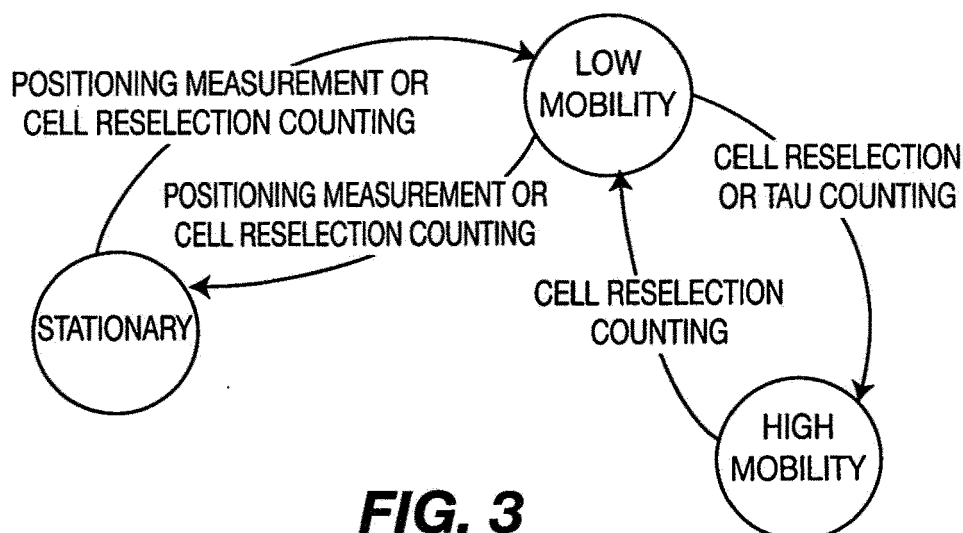 POSITIONING MEASUREMENT OR
CELL RESELECTION COUNTING
LOW
MOBILITY
CELL RESELECTION
OR TAU COUNTING
POSITIONING MEASUREMENT OR
CELL RESELECTION COUNTING
CELL RESELECTION
COUNTING
STATIONARY
HIGH
MOBILITY
FIG. 3